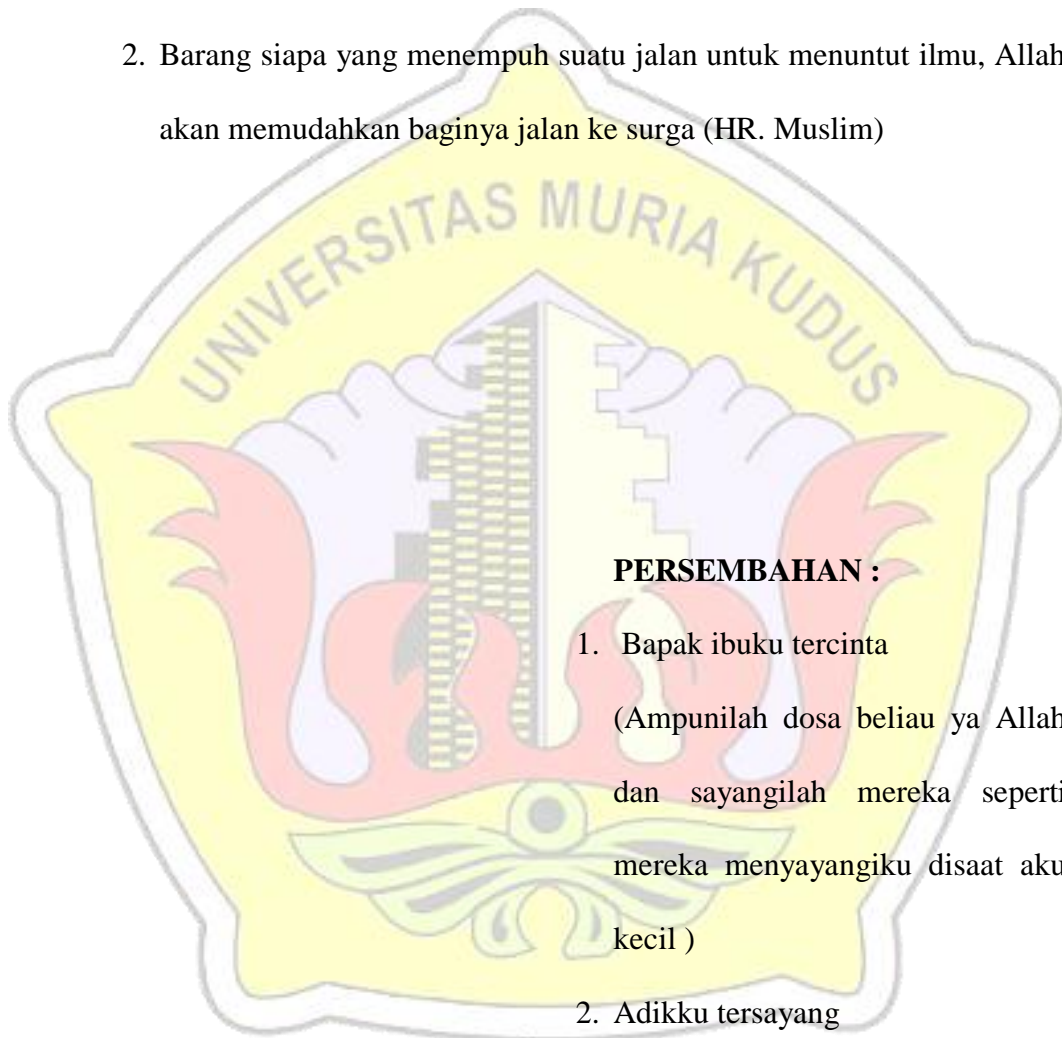 2. Barang siapa yang menempuh suatu jalan untuk menuntut ilmu, Allah
akan memudahkan baginya jalan ke surga (HR. Muslim)
UNIVERSITAS MURIA KUDUS
PERSEMBAHAN :
1. Bapak ibuku tercinta
(Ampunilah dosa beliau ya Allah
dan sayangilah mereka seperti
mereka menyayangiku disaat aku
kecil )
2. Adikku tersayang